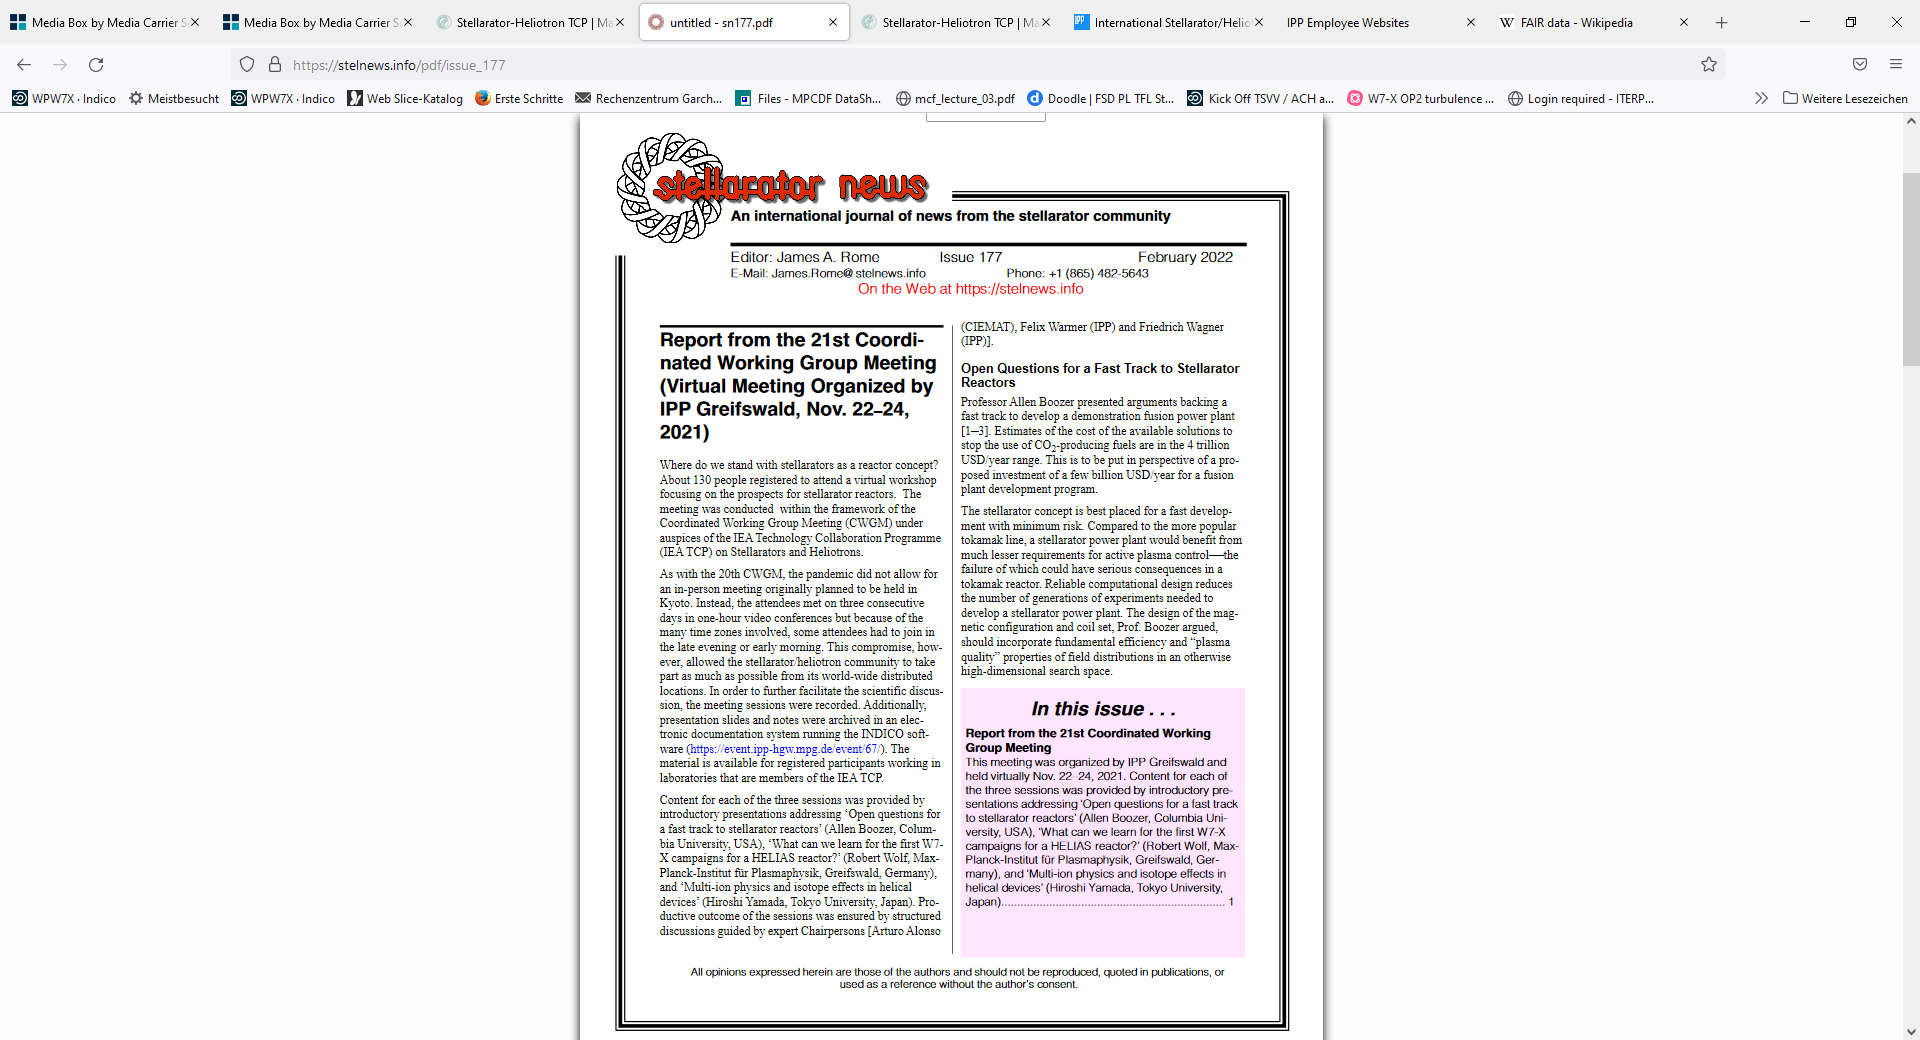 Media Box by Media Carrier S
Media Box by Media Carrier S
Stellarator-Heliotron TCP | Ma
untitled - sn177.pdf
Stellarator-Heliotron TCP | Ma
International Stellarator/Helio
IPP Employee Websites
FAIR data - Wikipedia
https://stelnews.info/pdf/issue_177
WPW7X · Indico
Meistbesucht
WPW7X · Indico
Web Slice-Katalog
Erste Schritte
Rechenzentrum Garch...
Files - MPCDF DataSh...
mcf_lecture_03.pdf
Doodle | FSD PL TFL St...
Kick Off TSVV / ACH a...
W7-X OP2 turbulence ...
Login required - ITERP...
Weitere Lesezeichen
stellarator news
An international journal of news from the stellarator community
Editor: James A. Rome Issue 177 February 2022
E-Mail: James.Rome@stelnews.info Phone: +1 (865) 482-5643
On the Web at https://stelnews.info
Report from the 21st Coordi-
nated Working Group Meeting
(Virtual Meeting Organized by
IPP Greifswald, Nov. 22–24,
2021)
Where do we stand with stellarators as a reactor concept?
About 130 people registered to attend a virtual workshop
focusing on the prospects for stellarator reactors. The
meeting was conducted within the framework of the
Coordinated Working Group Meeting (CWGM) under
auspices of the IEA Technology Collaboration Programme
(IEA TCP) on Stellarators and Heliotrons.
As with the 20th CWGM, the pandemic did not allow for
an in-person meeting originally planned to be held in
Kyoto. Instead, the attendees met on three consecutive
days in one-hour video conferences but because of the
many time zones involved, some attendees had to join in
the late evening or early morning. This compromise, how-
ever, allowed the stellarator/heliotron community to take
part as much as possible from its world-wide distributed
locations. In order to further facilitate the scientific discus-
sion, the meeting sessions were recorded. Additionally,
presentation slides and notes were archived in an elec-
tronic documentation system running the INDICO soft-
ware (https://event.ipp-hgw.mpg.de/event/67/). The
material is available for registered participants working in
laboratories that are members of the IEA TCP.
Content for each of the three sessions was provided by
introductory presentations addressing ‘Open questions for
a fast track to stellarator reactors’ (Allen Boozer, Colum-
bia University, USA), ‘What can we learn for the first W7-
X campaigns for a HELIAS reactor?’ (Robert Wolf, Max-
Planck-Institut für Plasmaphysik, Greifswald, Germany),
and ‘Multi-ion physics and isotope effects in helical
devices’ (Hiroshi Yamada, Tokyo University, Japan). Pro-
ductive outcome of the sessions was ensured by structured
discussions guided by expert Chairpersons [Arturo Alonso
(CIEMAT), Felix Warmer (IPP) and Friedrich Wagner
(IPP)].
Open Questions for a Fast Track to Stellarator
Reactors
Professor Allen Boozer presented arguments backing a
fast track to develop a demonstration fusion power plant
[1–3]. Estimates of the cost of the available solutions to
stop the use of CO2-producing fuels are in the 4 trillion
USD/year range. This is to be put in perspective of a pro-
posed investment of a few billion USD/year for a fusion
plant development program.
The stellarator concept is best placed for a fast develop-
ment with minimum risk. Compared to the more popular
tokamak line, a stellarator power plant would benefit from
much lesser requirements for active plasma control—the
failure of which could have serious consequences in a
tokamak reactor. Reliable computational design reduces
the number of generations of experiments needed to
develop a stellarator power plant. The design of the mag-
netic configuration and coil set, Prof. Boozer argued,
should incorporate fundamental efficiency and “plasma
quality” properties of field distributions in an otherwise
high-dimensional search space.
In this issue . . .
Report from the 21st Coordinated Working
Group Meeting
This meeting was organized by IPP Greifswald and
held virtually Nov. 22–24, 2021. Content for each of
the three sessions was provided by introductory pre-
sentations addressing ‘Open questions for a fast track
to stellarator reactors’ (Allen Boozer, Columbia Uni-
versity, USA), ‘What can we learn for the first W7-X
campaigns for a HELIAS reactor?’ (Robert Wolf, Max-
Planck-Institut für Plasmaphysik, Greifswald, Ger-
many), and ‘Multi-ion physics and isotope effects in
helical devices’ (Hiroshi Yamada, Tokyo University,
Japan)........................................................................... 1
All opinions expressed herein are those of the authors and should not be reproduced, quoted in publications, or
used as a reference without the author’s consent.